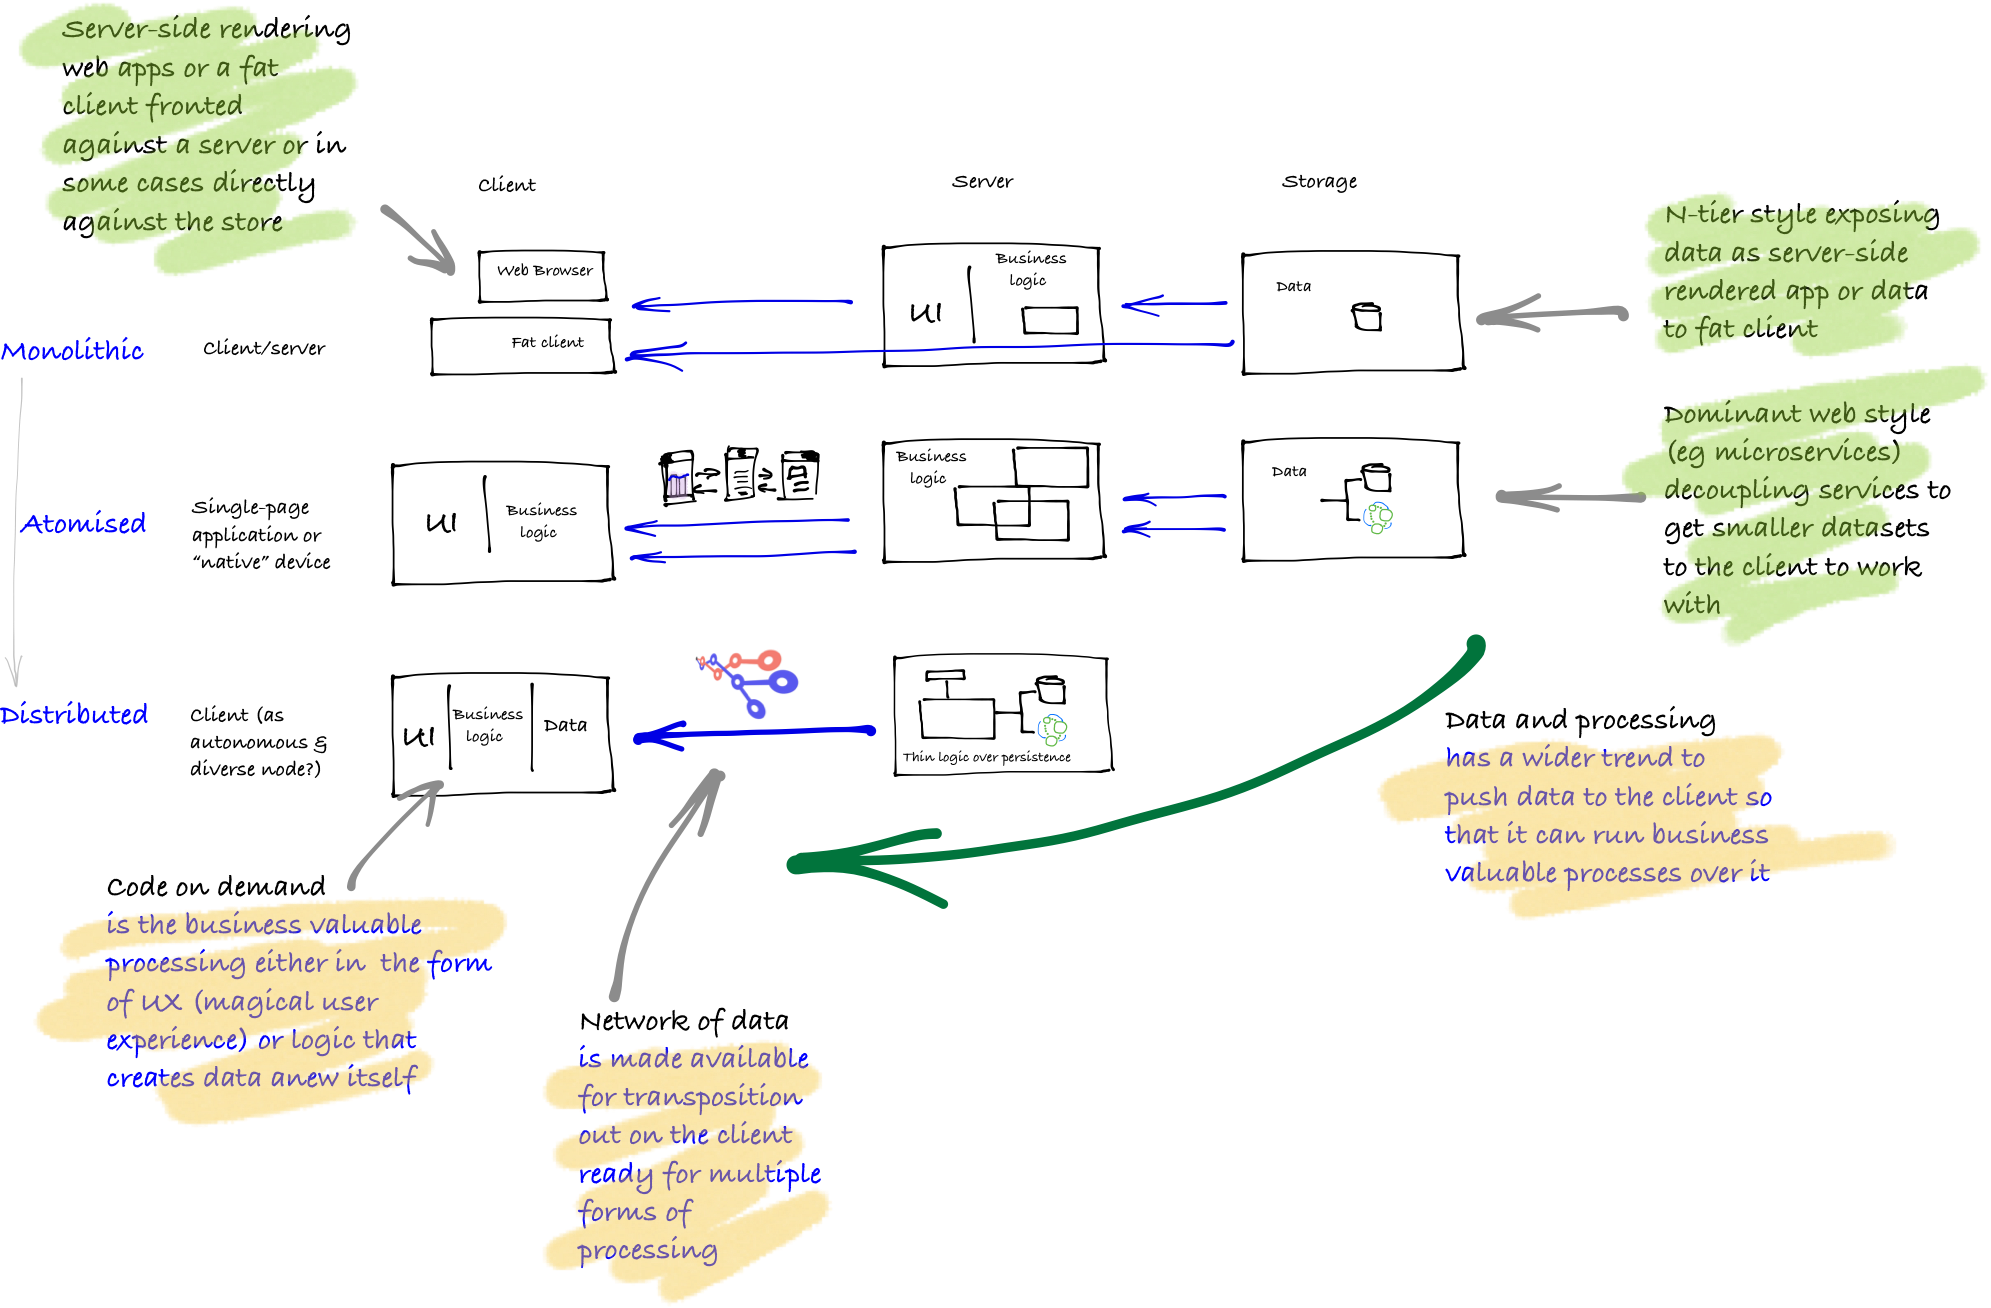 Server-side rendering
web apps or a fat
client fronted
against a server or in
some cases directly
against the store
Client
Server
Storage
N-tier style exposing
data as server-side
rendered app or data
to fat client
Monolithic
Client/server
Web Browser
Fat client
UI
Business
logic
Data
Dominant web style
(eg microservices)
decoupling services to
get smaller datasets
to the client to work
with
Atomised
Single-page
application or
“native” device
UI
Business
logic
Business
logic
Data
Distributed
Client (as
autonomous &
diverse node?)
UI
Business
logic
Data
Thin logic over persistence
Data and processing
has a wider trend to
push data to the client so
that it can run business
valuable processes over it
Code on demand
is the business valuable
processing either in the form
of UX (magical user
experience) or logic that
creates data anew itself
Network of data
is made available
for transposition
out on the client
ready for multiple
forms of
processing